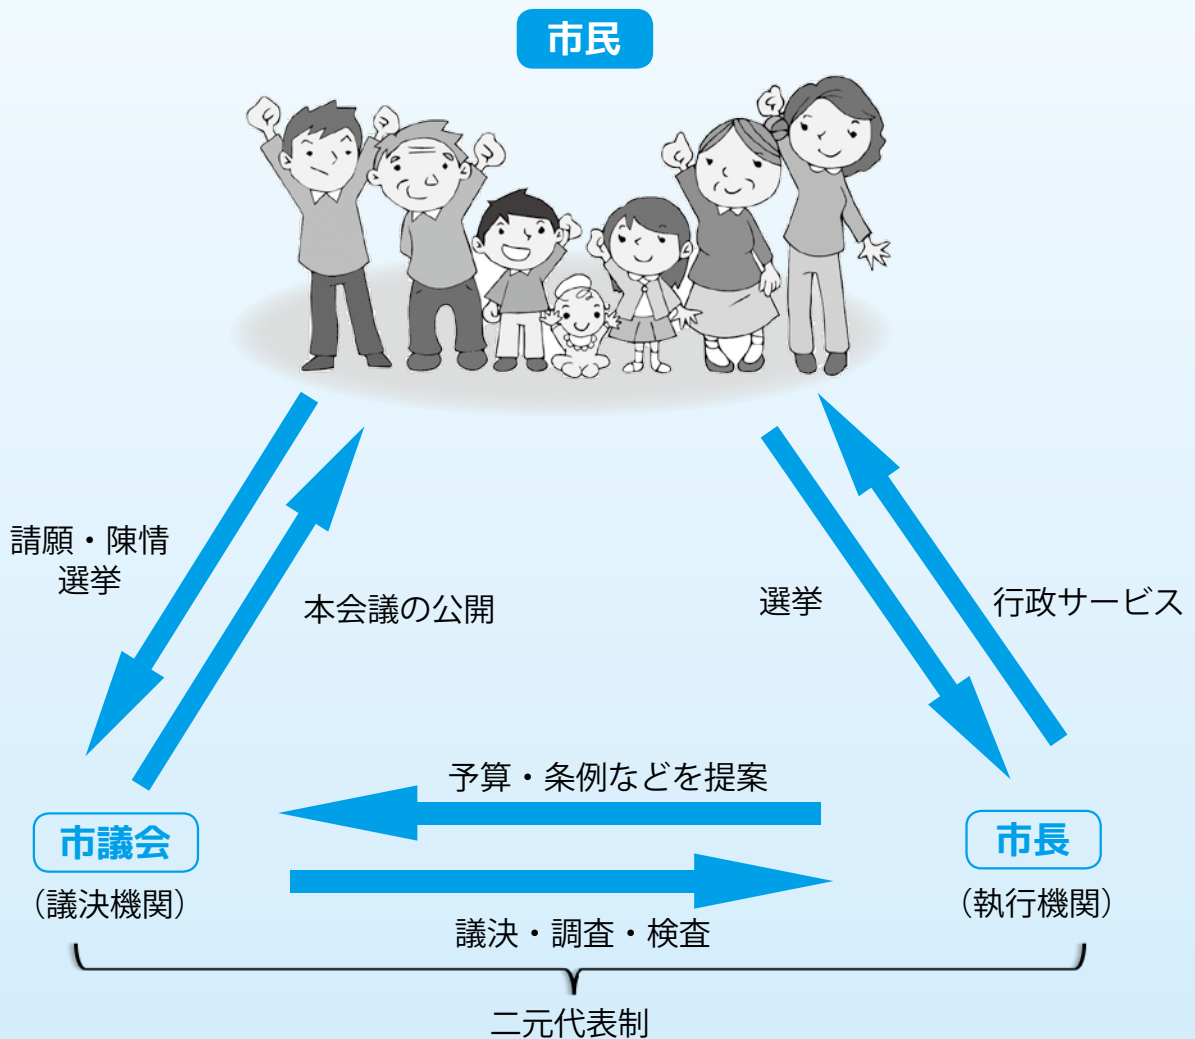 市民
請願・陳情
選挙
本会議の公開
選挙
行政サービス
予算・条例などを提案
市議会
(議決機関)
市長
(執行機関)
議決・調査・検査
二元代表制